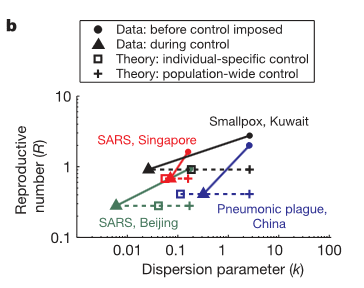 b
Data: before control imposed
Data: during control
Theory: individual-specific control
Theory: population-wide control
10
Smallpox, Kuwait
SARS, Singapore
Reproductive
number (R)
1
Pneumonic plague,
China
SARS, Beijing
0.1
0.01 0.1 1 10 100
Dispersion parameter (k)